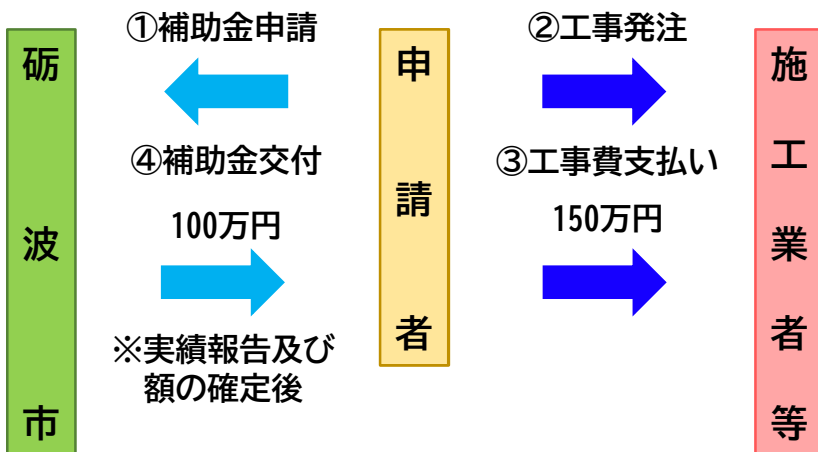 砺波市
①補助金申請
④補助金交付
100万円
※実績報告及び
額の確定後
申請者
②工事発注
③工事費支払い
150万円
施工業者等